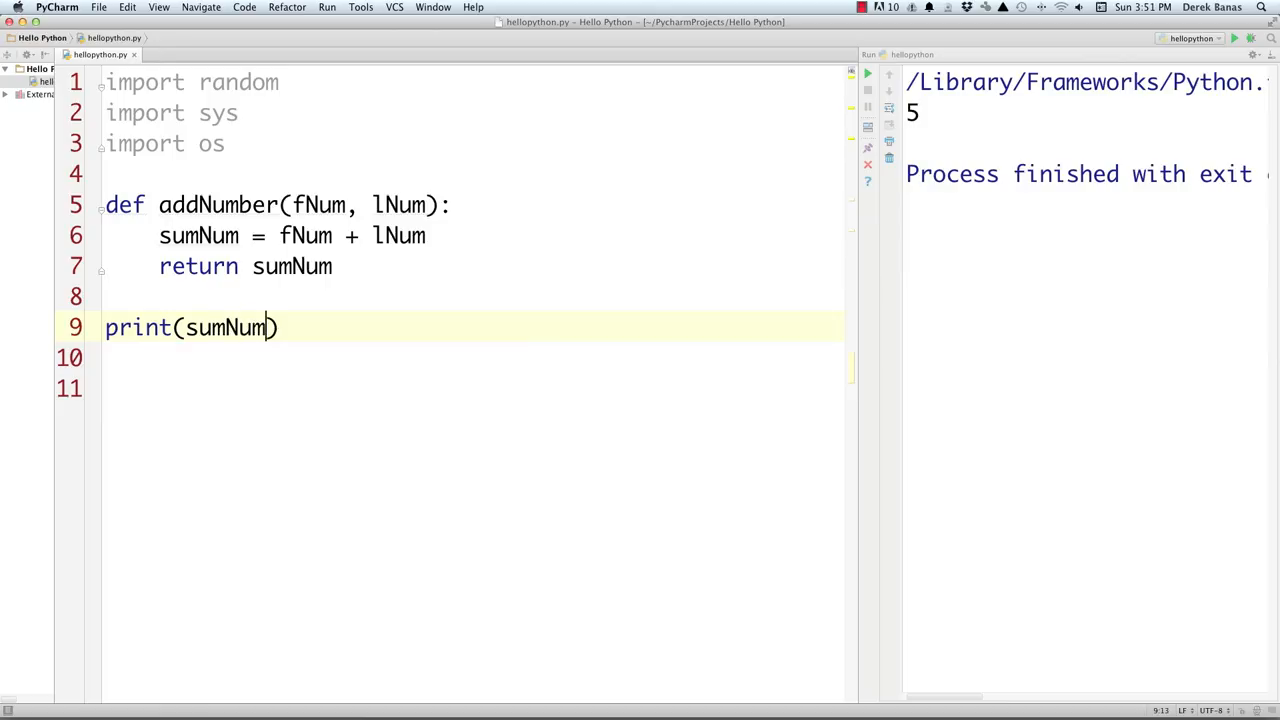 PyCharm File Edit View Navigate Code Refactor Run Tools VCS Window Help 10 Sun 3:51 PM Derek Banas
hellopython.py – Hello Python – [~/PycharmProjects/Hello Python]
Hello Python hellopython.py hellopython
hellopython.py Run hellopython
Hello P
hell
Extern
1 import random
2 import sys
3 import os
4
5 def addNumber(fNum, lNum):
6 sumNum = fNum + lNum
7 return sumNum
8
9 print(sumNum)
10
11
/Library/Frameworks/Python.
5
Process finished with exit
9:13 LF UTF-8